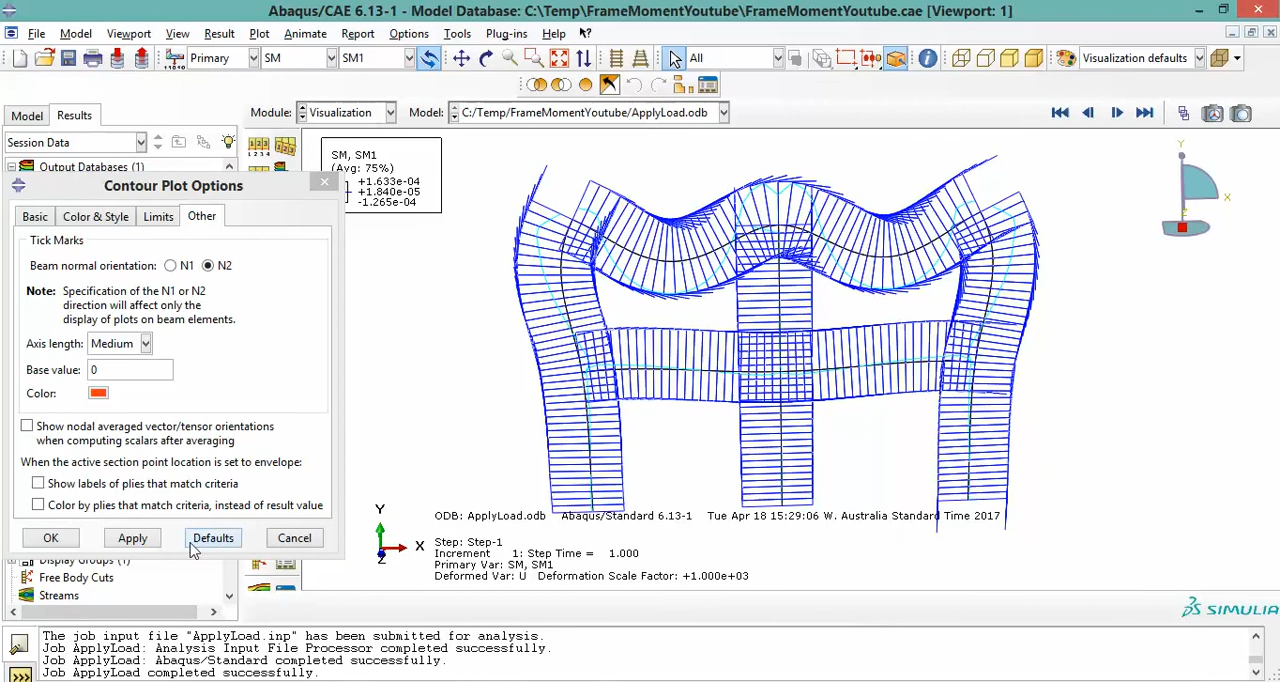 Abaqus/CAE 6.13-1 - Model Database: C:\Temp\FrameMomentYoutube\FrameMomentYoutube.cae [Viewport: 1]
File Model Viewport View Result Plot Animate Report Options Tools Plug-ins Help
Primary SM SM1 All Visualization defaults
Model Results Module: Visualization Model: C:/Temp/FrameMomentYoutube/ApplyLoad.odb
Session Data
Output Databases (1)
Contour Plot Options
Basic Color & Style Limits Other
Tick Marks
Beam normal orientation: N1 N2
Note: Specification of the N1 or N2
direction will affect only the
display of plots on beam elements.
Axis length: Medium
Base value: 0
Color:
Show nodal averaged vector/tensor orientations
when computing scalars after averaging
When the active section point location is set to envelope:
Show labels of plies that match criteria
Color by plies that match criteria, instead of result value
OK Apply Defaults Cancel
Display Groups (1)
Free Body Cuts
Streams
SM, SM1
(Avg: 75%)
+1.633e-04
+1.840e-05
-1.265e-04
Y
X
Z
Y
X
Z
ODB: ApplyLoad.odb Abaqus/Standard 6.13-1 Tue Apr 18 15:29:06 W. Australia Standard Time 2017
Step: Step-1
Increment 1: Step Time = 1.000
Primary Var: SM, SM1
Deformed Var: U Deformation Scale Factor: +1.000e+03
SIMULIA
The job input file "ApplyLoad.inp" has been submitted for analysis.
Job ApplyLoad: Analysis Input File Processor completed successfully.
Job ApplyLoad: Abaqus/Standard completed successfully.
Job ApplyLoad completed successfully.